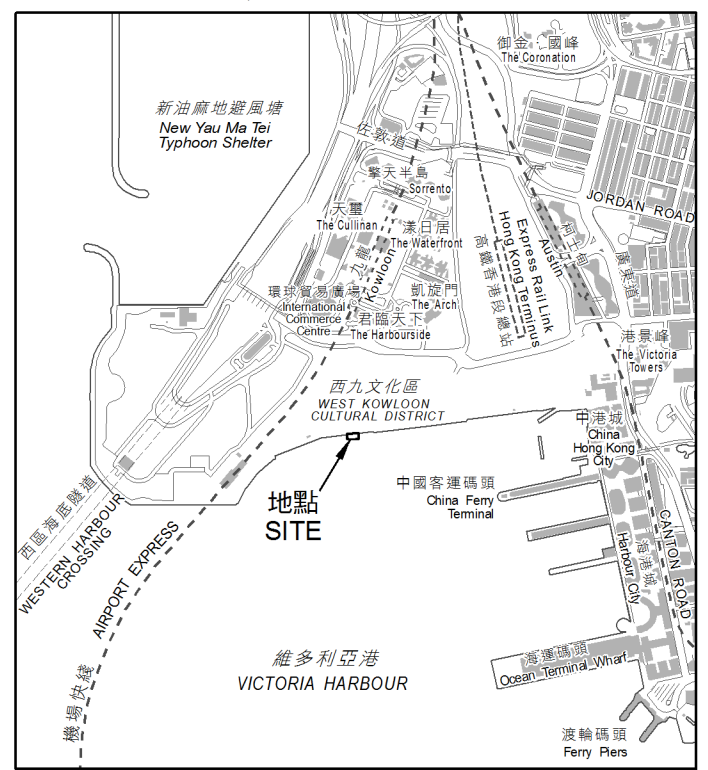 御金．國峰
The Coronation
新油麻地避風塘
New Yau Ma Tei
Typhoon Shelter
佐敦道
擎天半島
Sorrento
JORDAN ROAD
天璽
The Cullinan
漾日居
The Waterfront
柯士甸
Austin
廣東道
九龍
Kowloon
高鐵香港段總站
Express Rail Link
Hong Kong Terminus
環球貿易廣場
International
Commerce
Centre
凱旋門
The Arch
君臨天下
The Harbourside
港景峰
The Victoria
Towers
西九文化區
WEST KOWLOON
CULTURAL DISTRICT
中港城
China
Hong Kong
City
地點
SITE
中國客運碼頭
China Ferry
Terminal
西區海底隧道
WESTERN HARBOUR
CROSSING
AIRPORT EXPRESS
機場快綫
海港城
Harbour City
CANTON ROAD
維多利亞港
VICTORIA HARBOUR
海運碼頭
Ocean Terminal Wharf
渡輪碼頭
Ferry Piers